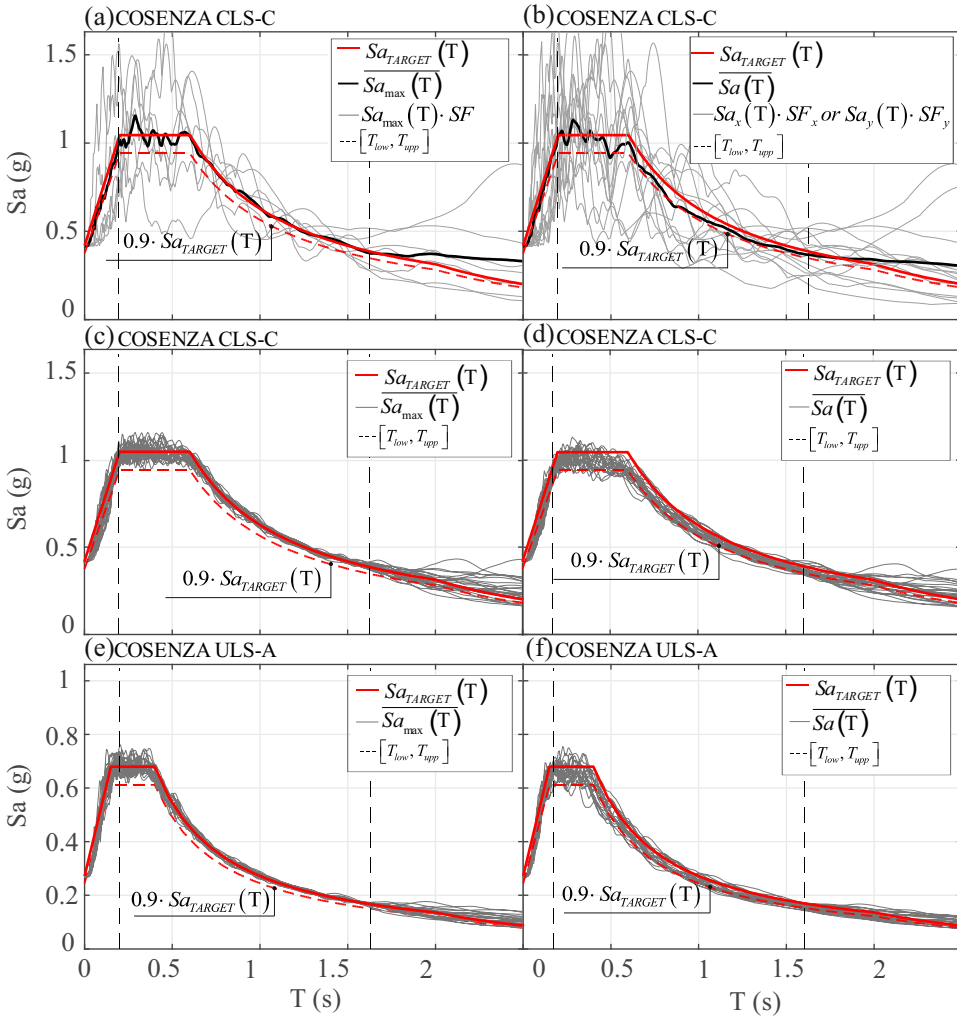 (a) COSENZA CLS-C
Sa_TARGET (T)
Sa_max (T)
Sa_max (T) · SF
[T_low, T_upp]
0.9 · Sa_TARGET (T)
Sa (g)
1.5
1
0.5
0
(b) COSENZA CLS-C
Sa_TARGET (T)
Sa (T)
Sa_x (T) · SF_x or Sa_y (T) · SF_y
[T_low, T_upp]
0.9 · Sa_TARGET (T)
(c) COSENZA CLS-C
Sa_TARGET (T)
Sa_max (T)
[T_low, T_upp]
0.9 · Sa_TARGET (T)
Sa (g)
1.5
1
0.5
0
(d) COSENZA CLS-C
Sa_TARGET (T)
Sa (T)
[T_low, T_upp]
0.9 · Sa_TARGET (T)
(e) COSENZA ULS-A
Sa_TARGET (T)
Sa_max (T)
[T_low, T_upp]
0.9 · Sa_TARGET (T)
Sa (g)
1
0.8
0.6
0.4
0.2
0
0 0.5 1 1.5 2
T (s)
(f) COSENZA ULS-A
Sa_TARGET (T)
Sa (T)
[T_low, T_upp]
0.9 · Sa_TARGET (T)
0 0.5 1 1.5 2
T (s)